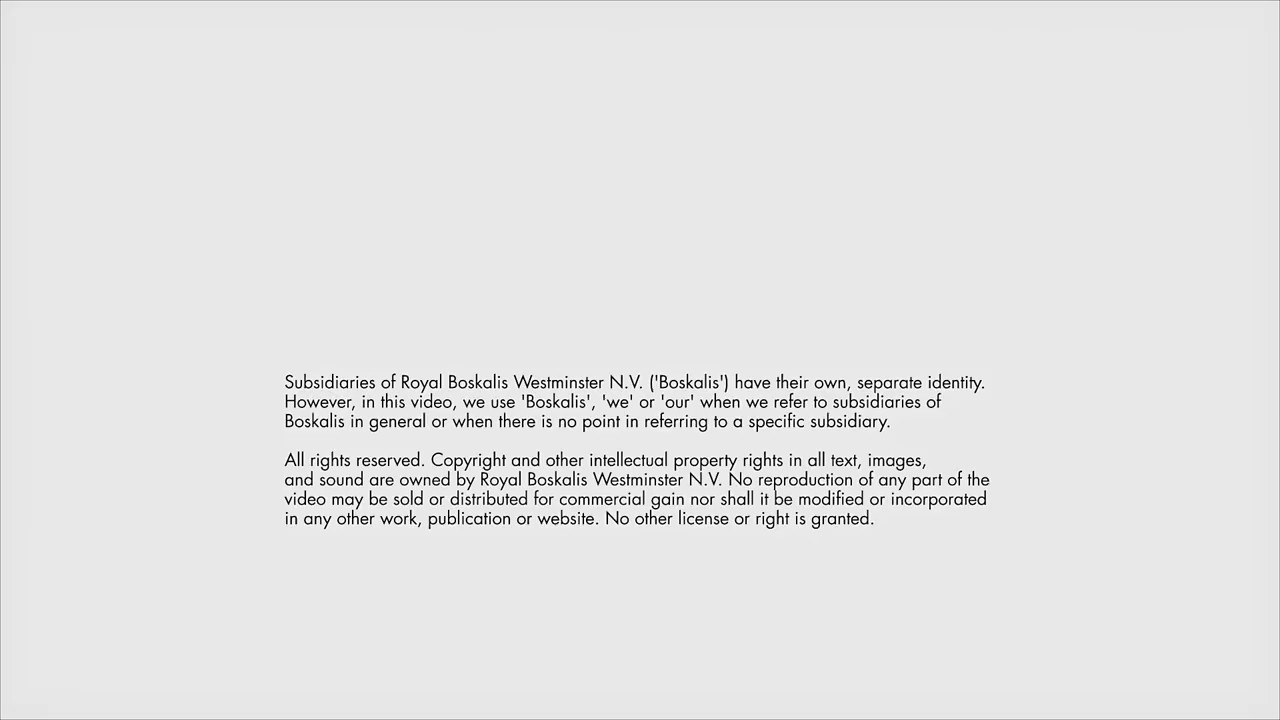 Subsidiaries of Royal Boskalis Westminster N.V. ('Boskalis') have their own, separate identity.
However, in this video, we use 'Boskalis', 'we' or 'our' when we refer to subsidiaries of
Boskalis in general or when there is no point in referring to a specific subsidiary.
All rights reserved. Copyright and other intellectual property rights in all text, images,
and sound are owned by Royal Boskalis Westminster N.V. No reproduction of any part of the
video may be sold or distributed for commercial gain nor shall it be modified or incorporated
in any other work, publication or website. No other license or right is granted.